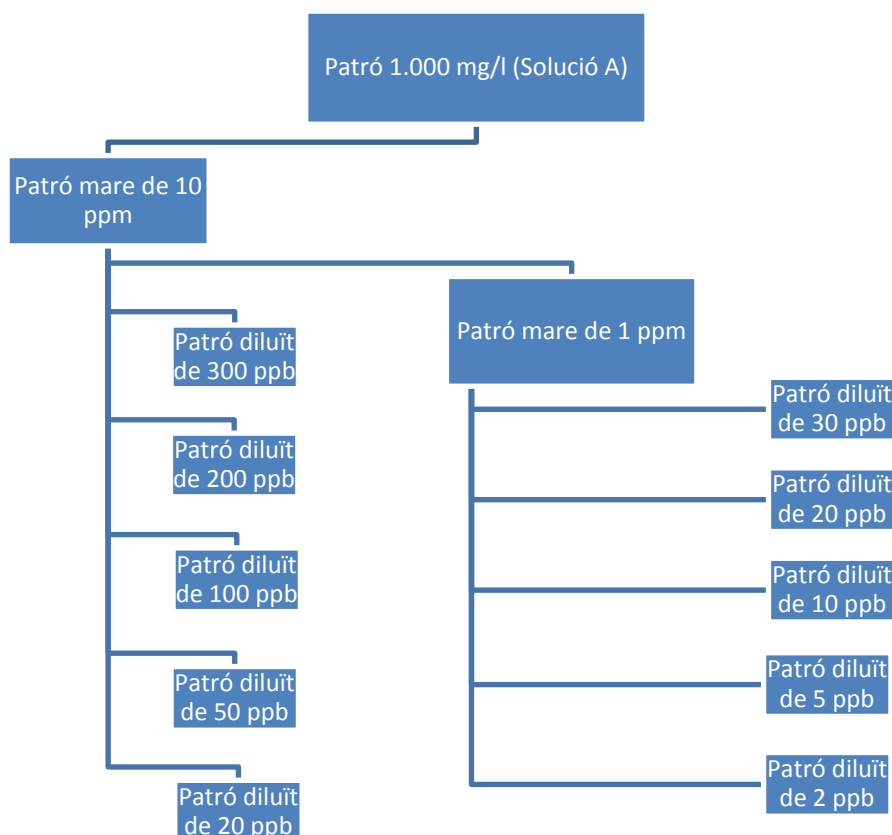 Patró 1.000 mg/l (Solució A)
Patró mare de 10
ppm
Patró diluït
de 300 ppb
Patró diluït
de 200 ppb
Patró diluït
de 100 ppb
Patró diluït
de 50 ppb
Patró diluït
de 20 ppb
Patró mare de 1 ppm
Patró diluït
de 30 ppb
Patró diluït
de 20 ppb
Patró diluït
de 10 ppb
Patró diluït
de 5 ppb
Patró diluït
de 2 ppb